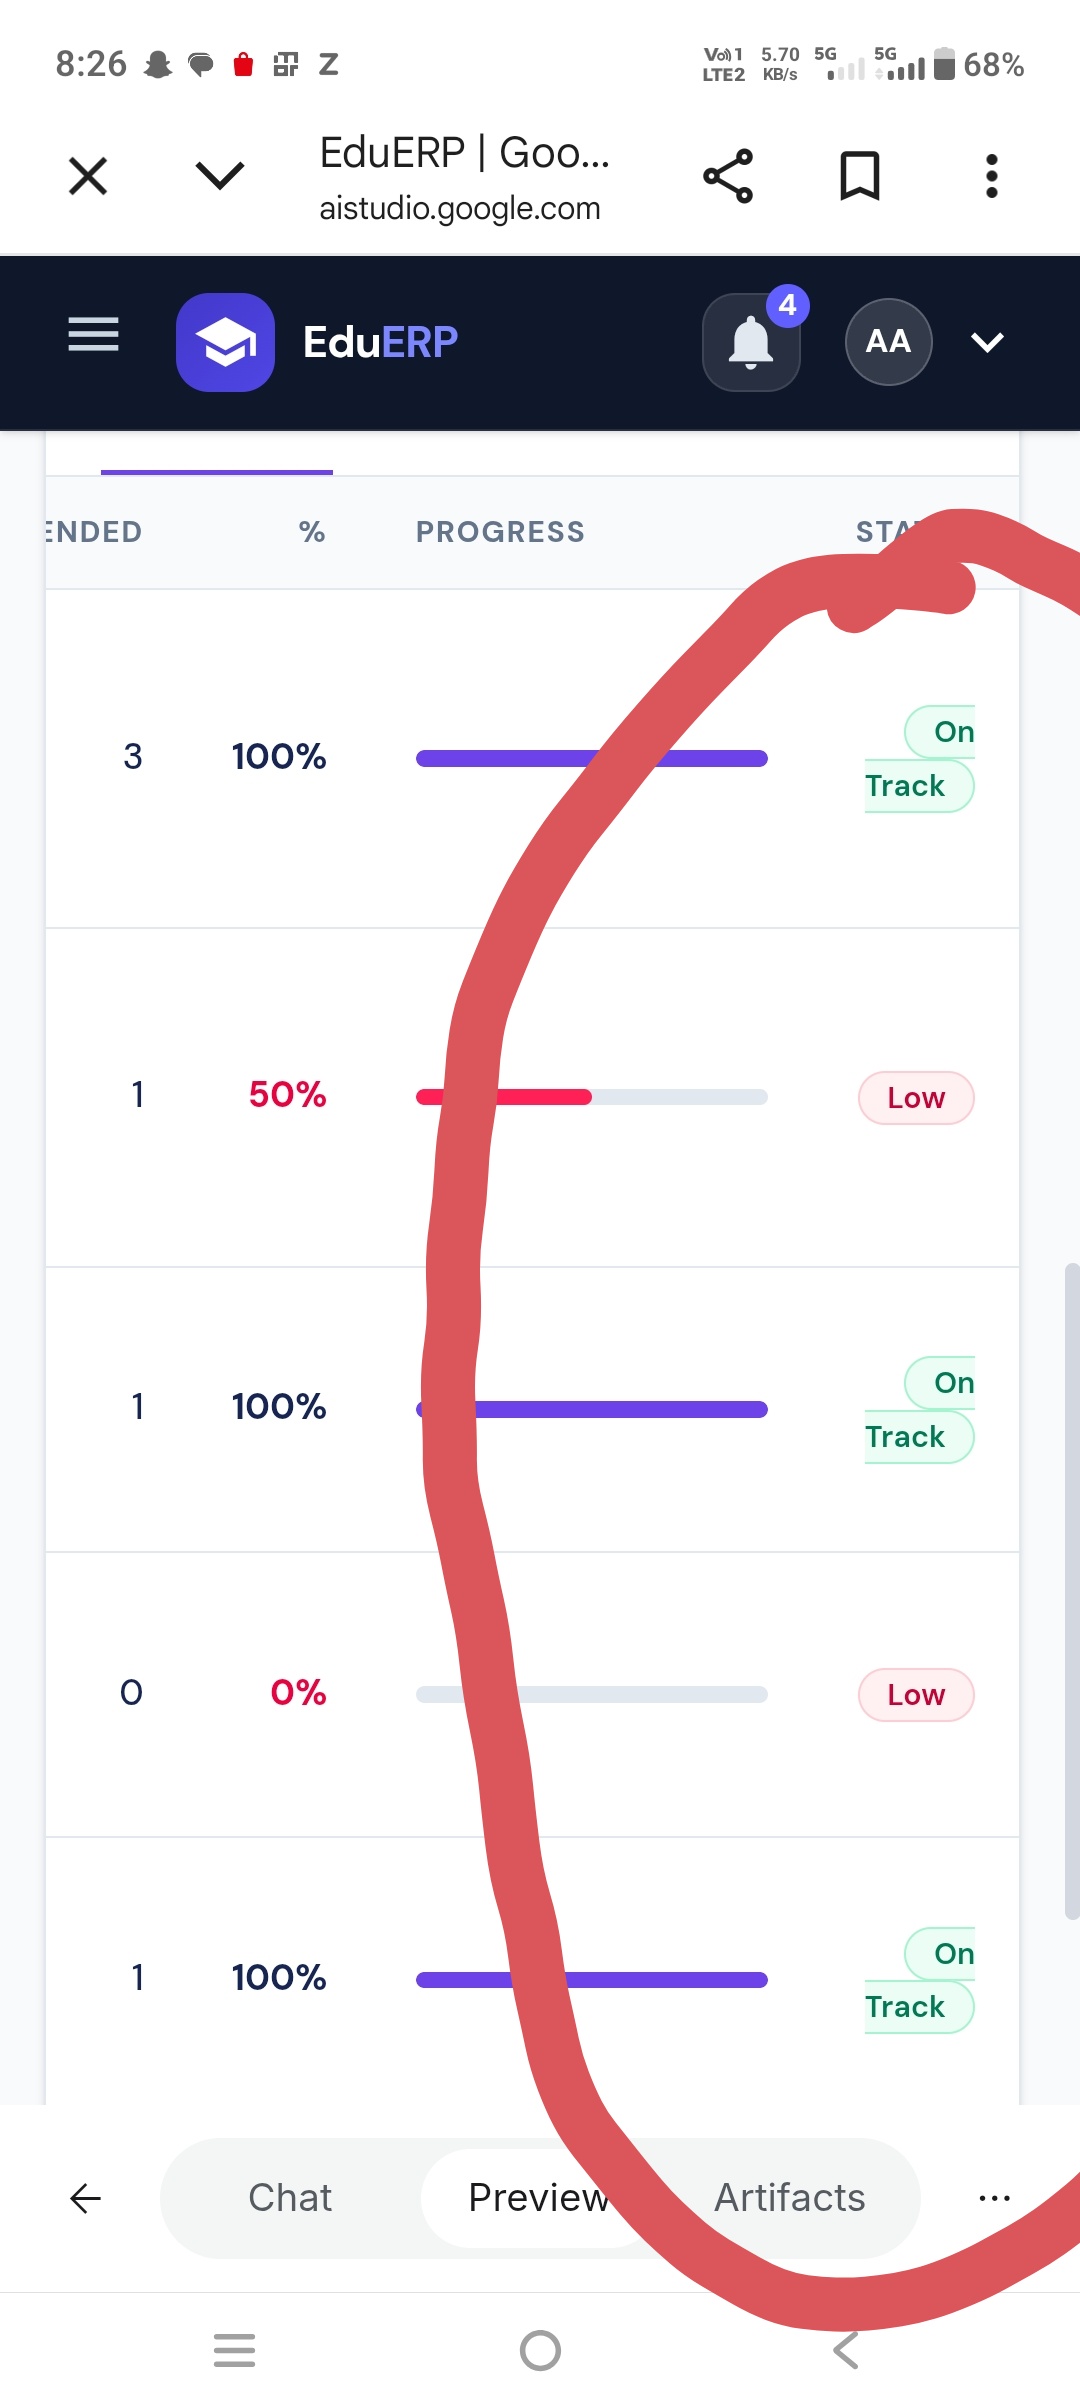 8:26 Z Vo) 1 LTE2 5.70 KB/s 5G 5G 68%
EduERP | Goo...
aistudio.google.com
EduERP 4 AA
ENDED % PROGRESS
3 100% On Track
1 50% Low
1 100% On Track
0 0% Low
1 100% On Track
Chat Preview Artifacts ...